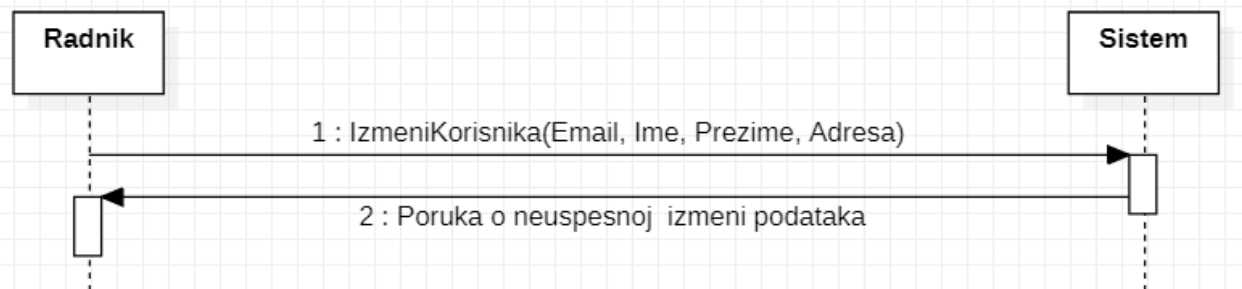 Radnik
Sistem
1 : IzmeniKorisnika(Email, Ime, Prezime, Adresa)
2 : Poruka o neuspesnoj  izmeni podataka